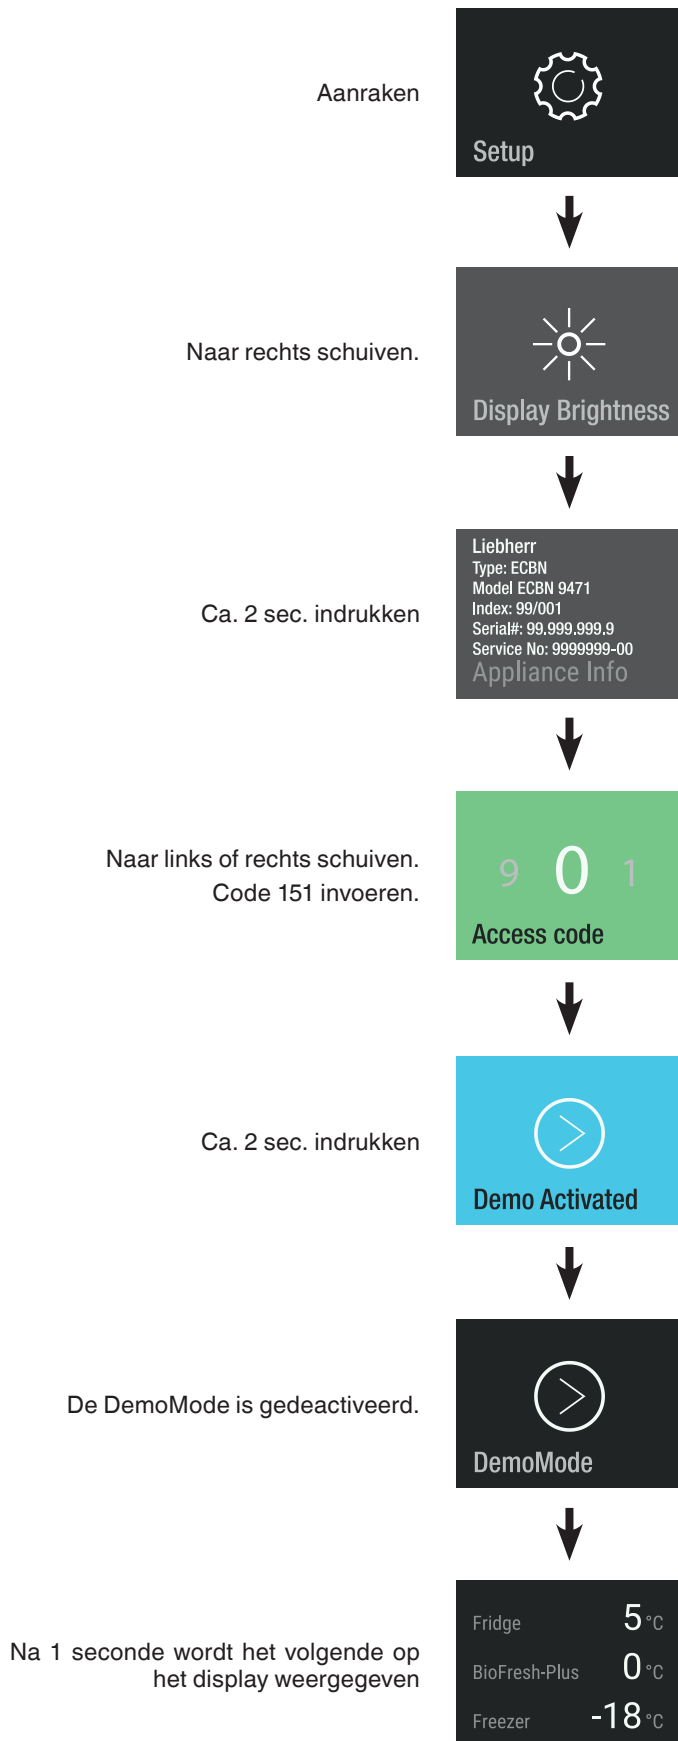 Aanraken
Setup
Naar rechts schuiven.
Display Brightness
Ca. 2 sec. indrukken
Liebherr
Type: ECBN
Model ECBN 9471
Index: 99/001
Serial#: 99.999.999.9
Service No: 9999999-00
Appliance Info
Naar links of rechts schuiven.
Code 151 invoeren.
9 0 1
Access code
Ca. 2 sec. indrukken
Demo Activated
De DemoMode is gedeactiveerd.
DemoMode
Na 1 seconde wordt het volgende op
het display weergegeven
Fridge 5 °C
BioFresh-Plus 0 °C
Freezer -18 °C